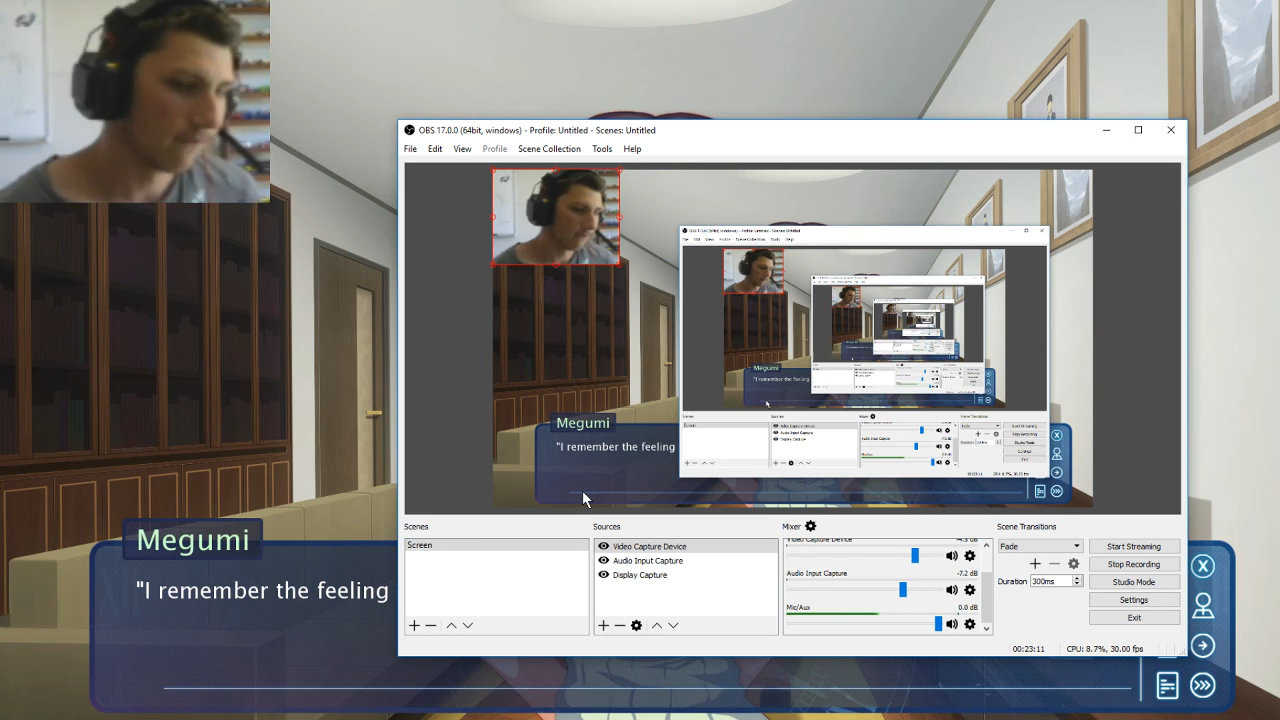 OBS 17.0.0 (64bit, windows) - Profile: Untitled - Scenes: Untitled
File Edit View Profile Scene Collection Tools Help
Megumi
"I remember the feeling
Scenes
Screen
Sources
Video Capture Device
Audio Input Capture
Display Capture
Mixer
Video Capture Device -4.5 dB
Audio Input Capture -7.2 dB
Mic/Aux 0.0 dB
Scene Transitions
Fade
Duration 300ms
Start Streaming
Stop Recording
Studio Mode
Settings
Exit
00:23:11 CPU: 8.7%, 30.00 fps
Megumi
"I remember the feeling